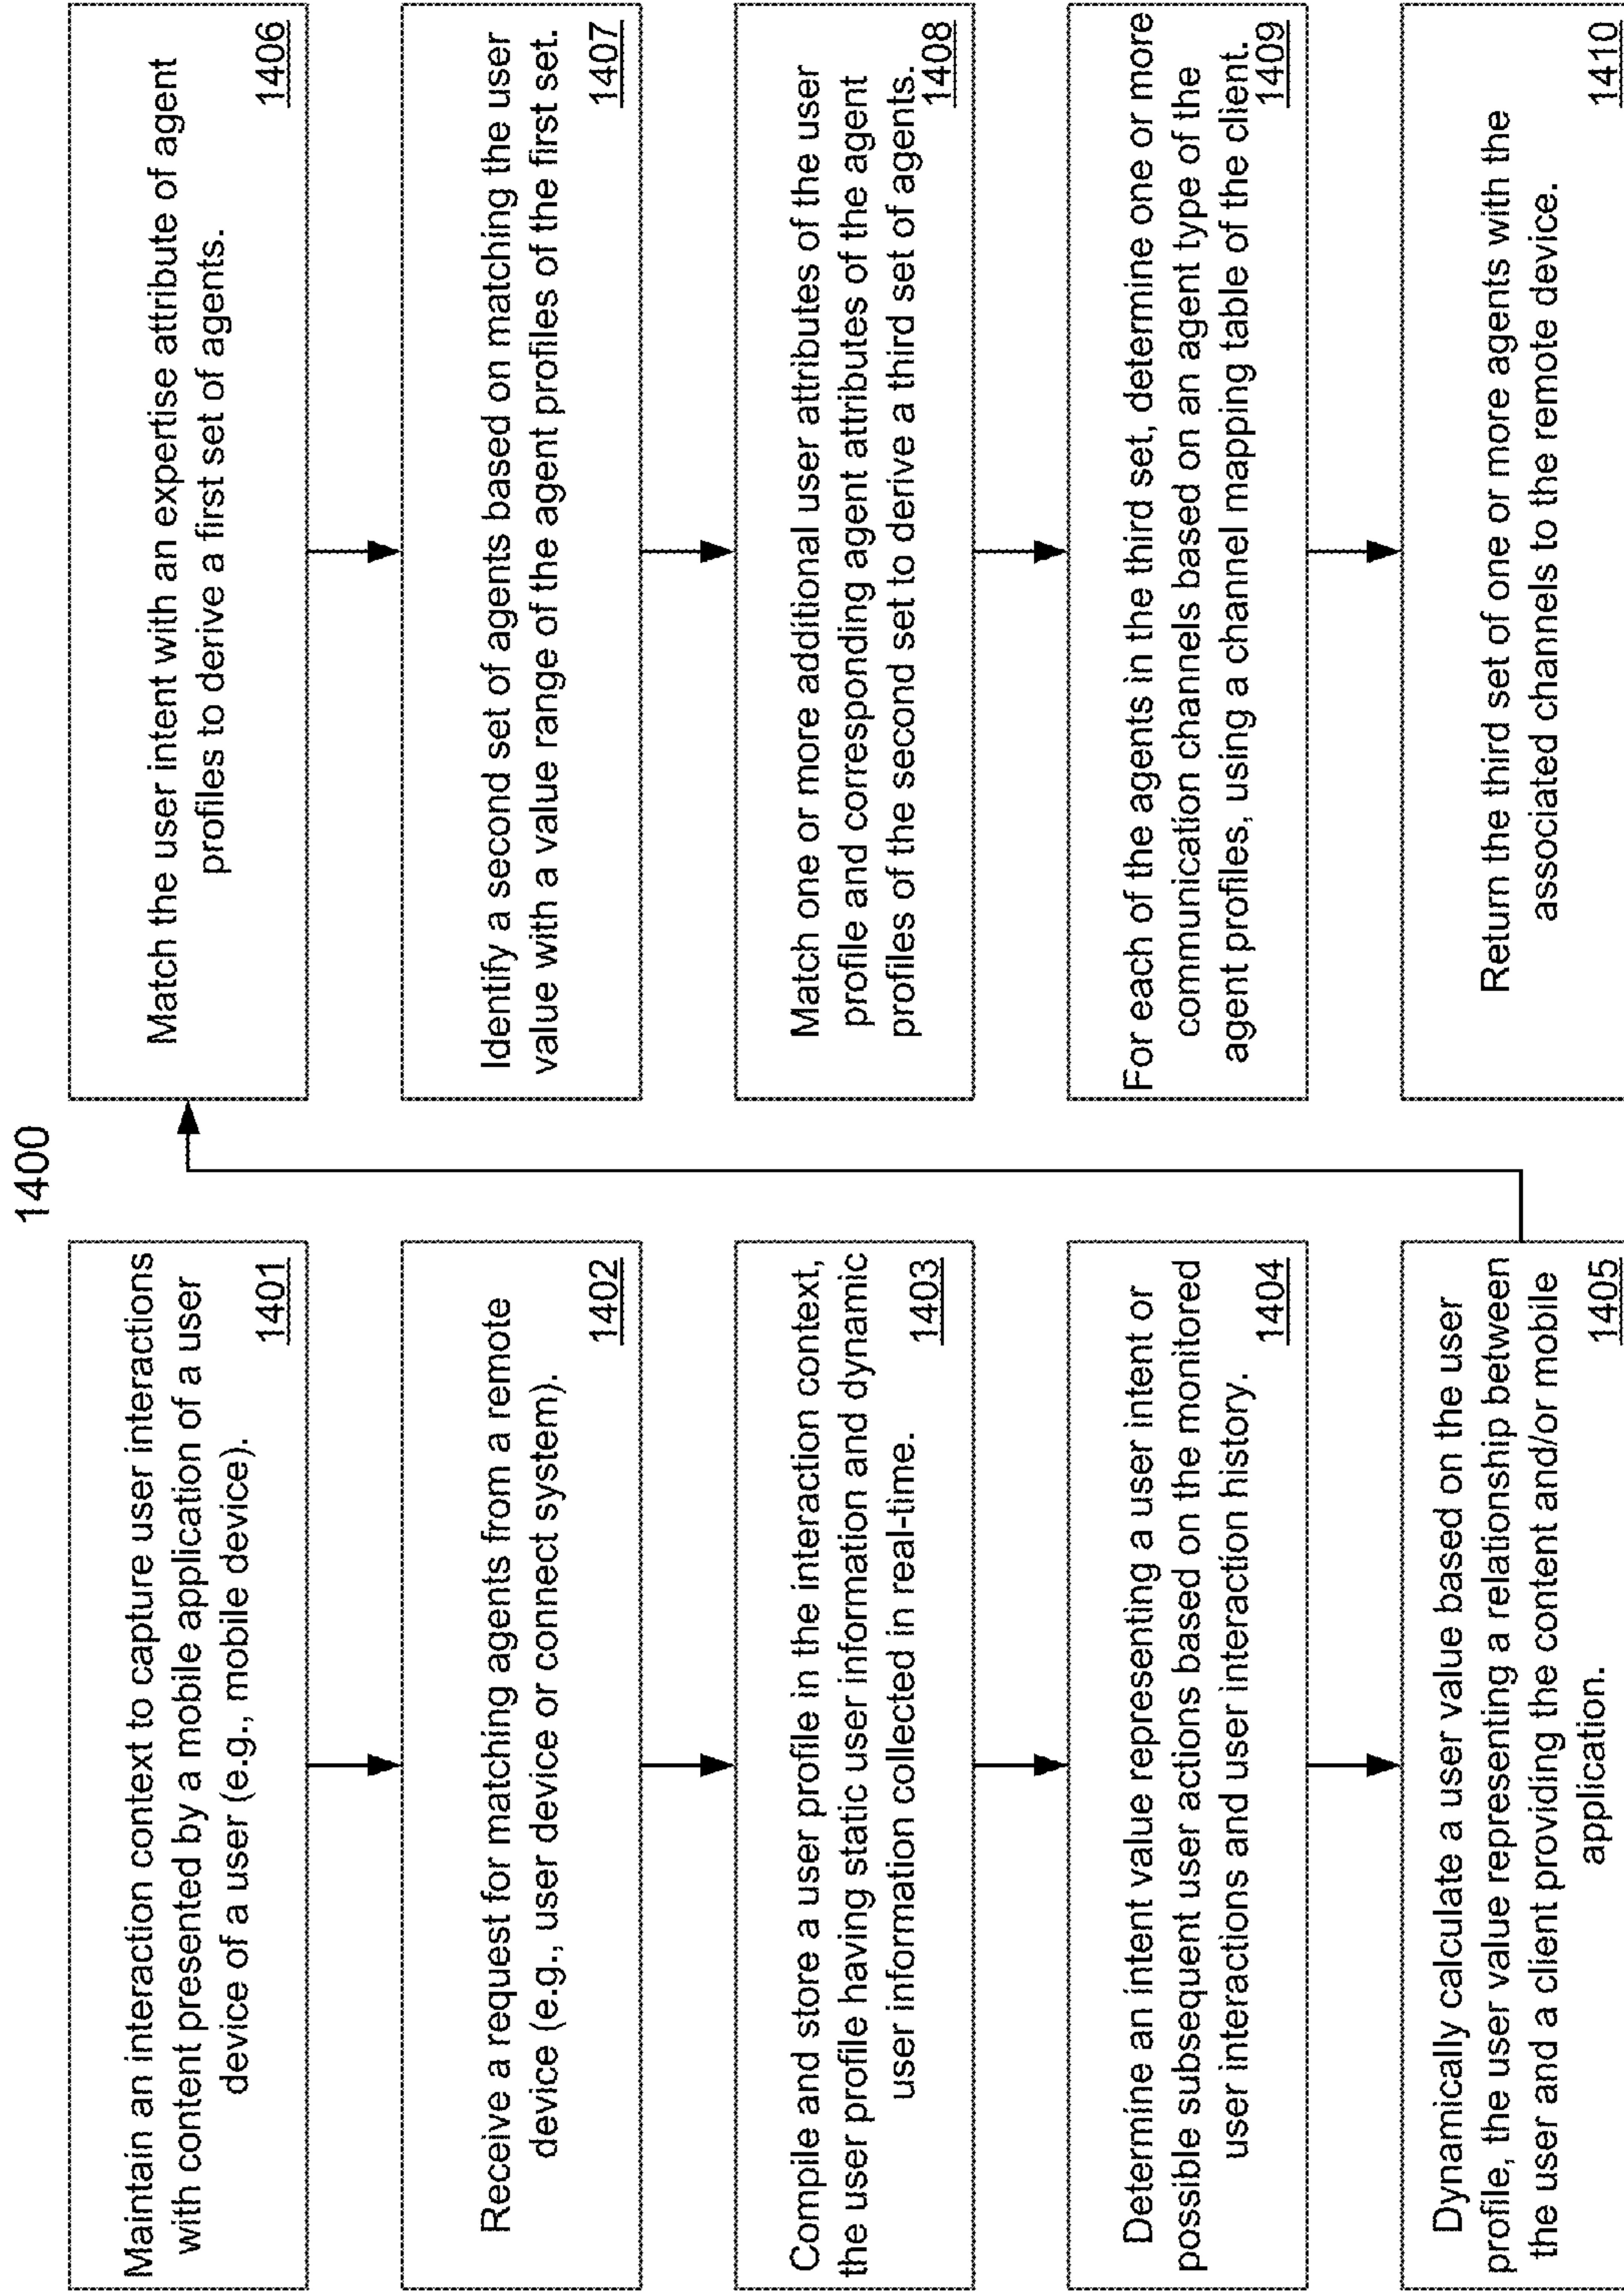 1400
Maintain an interaction context to capture user interactions
with content presented by a mobile application of a user
device of a user (e.g., mobile device).
1401
Receive a request for matching agents from a remote
device (e.g., user device or connect system).
1402
Compile and store a user profile in the interaction context,
the user profile having static user information and dynamic
user information collected in real-time.
1403
Determine an intent value representing a user intent or
possible subsequent user actions based on the monitored
user interactions and user interaction history.
1404
Dynamically calculate a user value based on the user
profile, the user value representing a relationship between
the user and a client providing the content and/or mobile
application.
1405
Match the user intent with an expertise attribute of agent
profiles to derive a first set of agents.
1406
Identify a second set of agents based on matching the user
value with a value range of the agent profiles of the first set.
1407
Match one or more additional user attributes of the user
profile and corresponding agent attributes of the agent
profiles of the second set to derive a third set of agents.
1408
For each of the agents in the third set, determine one or more
communication channels based on an agent type of the
agent profiles, using a channel mapping table of the client.
1409
Return the third set of one or more agents with the
associated channels to the remote device.
1410